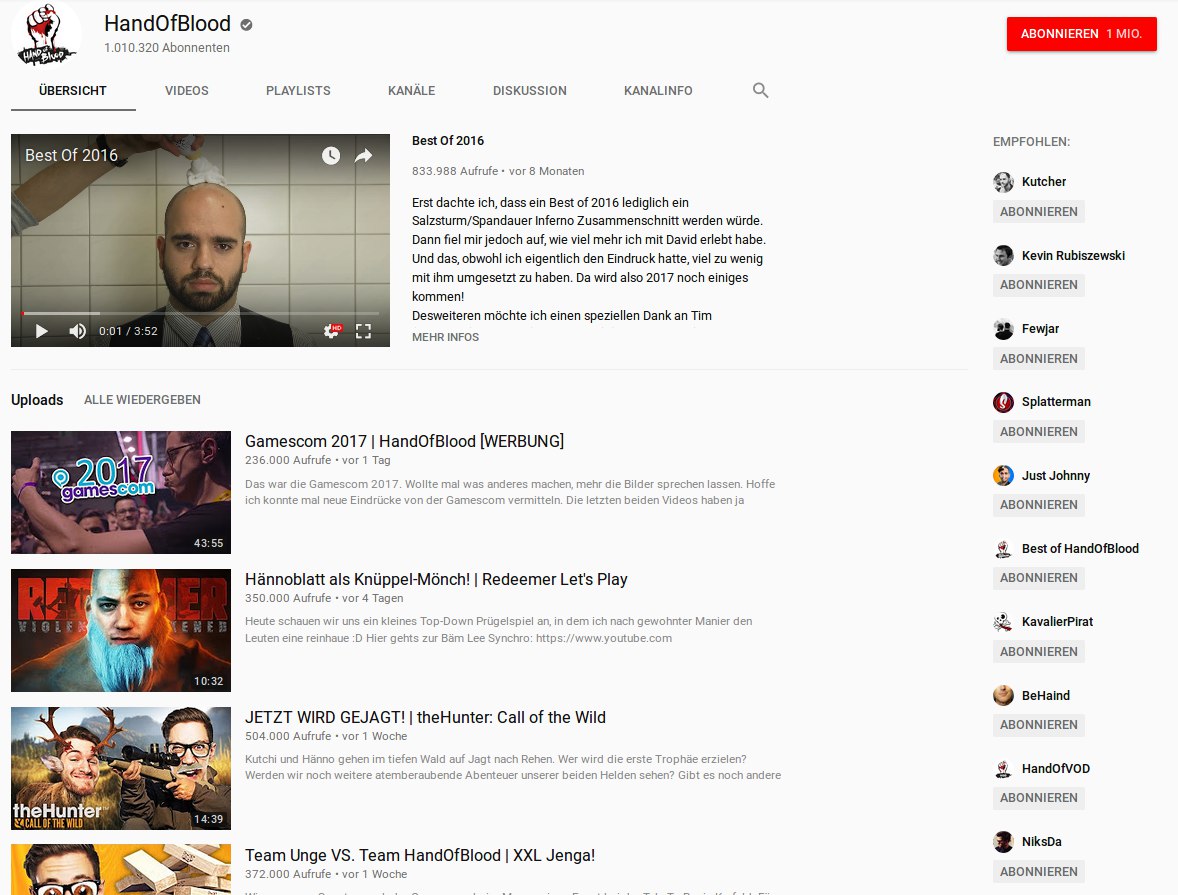 HandOfBlood
1.010.320 Abonnenten
HAND OF
BLOOD
ABONNIEREN 1 MIO.
ÜBERSICHT VIDEOS PLAYLISTS KANÄLE DISKUSSION KANALINFO
Best Of 2016
0:01 / 3:52
HD
Best Of 2016
833.988 Aufrufe • vor 8 Monaten
Erst dachte ich, dass ein Best of 2016 lediglich ein
Salzsturm/Spandauer Inferno Zusammenschnitt werden würde.
Dann fiel mir jedoch auf, wie viel mehr ich mit David erlebt habe.
Und das, obwohl ich eigentlich den Eindruck hatte, viel zu wenig
mit ihm umgesetzt zu haben. Da wird also 2017 noch einiges
kommen!
Desweiteren möchte ich einen speziellen Dank an Tim
MEHR INFOS
Uploads ALLE WIEDERGEBEN
2017
gamescom
43:55
Gamescom 2017 | HandOfBlood [WERBUNG]
236.000 Aufrufe • vor 1 Tag
Das war die Gamescom 2017. Wollte mal was anderes machen, mehr die Bilder sprechen lassen. Hoffe
ich konnte mal neue Eindrücke von der Gamescom vermitteln. Die letzten beiden Videos haben ja
10:32
Hännoblatt als Knüppel-Mönch! | Redeemer Let's Play
350.000 Aufrufe • vor 4 Tagen
Heute schauen wir uns ein kleines Top-Down Prügelspiel an, in dem ich nach gewohnter Manier den
Leuten eine reinhaue :D Hier gehts zur Bäm Lee Synchro: https://www.youtube.com
theHunter
CALL OF THE WILD
14:39
JETZT WIRD GEJAGT! | theHunter: Call of the Wild
504.000 Aufrufe • vor 1 Woche
Kutchi und Hänno gehen im tiefen Wald auf Jagt nach Rehen. Wer wird die erste Trophäe erzielen?
Werden wir noch weitere atemberaubende Abenteuer unserer beiden Helden sehen? Gibt es noch andere
Team Unge VS. Team HandOfBlood | XXL Jenga!
372.000 Aufrufe • vor 1 Woche
EMPFOHLEN:
Kutcher
ABONNIEREN
Kevin Rubiszewski
ABONNIEREN
Fewjar
ABONNIEREN
Splatterman
ABONNIEREN
Just Johnny
ABONNIEREN
Best of HandOfBlood
ABONNIEREN
KavalierPirat
ABONNIEREN
BeHaind
ABONNIEREN
HandOfVOD
ABONNIEREN
NiksDa
ABONNIEREN